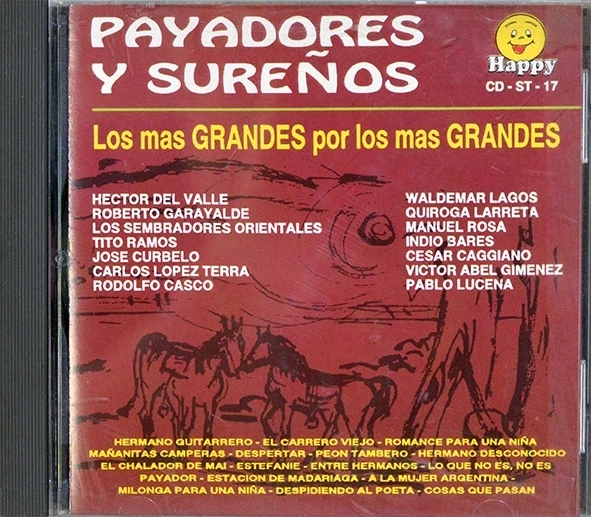 PAYADORES
Y SUREÑOS
Happy
CD - ST - 17
Los mas GRANDES por los mas GRANDES
HECTOR DEL VALLE
ROBERTO GARAYALDE
LOS SEMBRADORES ORIENTALES
TITO RAMOS
JOSE CURBELO
CARLOS LOPEZ TERRA
RODOLFO CASCO
WALDEMAR LAGOS
QUIROGA LARRETA
MANUEL ROSA
INDIO BARES
CESAR CAGGIANO
VICTOR ABEL GIMENEZ
PABLO LUCENA
HERMANO GUITARRERO - EL CARRERO VIEJO - ROMANCE PARA UNA NIÑA
MAÑANITAS CAMPERAS - DESPERTAR - PEON TAMBERO - HERMANO DESCONOCIDO
EL CHALADOR DE MAI - ESTEFANIE - ENTRE HERMANOS - LO QUE NO ES, NO ES
PAYADOR - ESTACION DE MADARIAGA - A LA MUJER ARGENTINA -
MILONGA PARA UNA NIÑA - DESPIDIENDO AL POETA - COSAS QUE PASAN